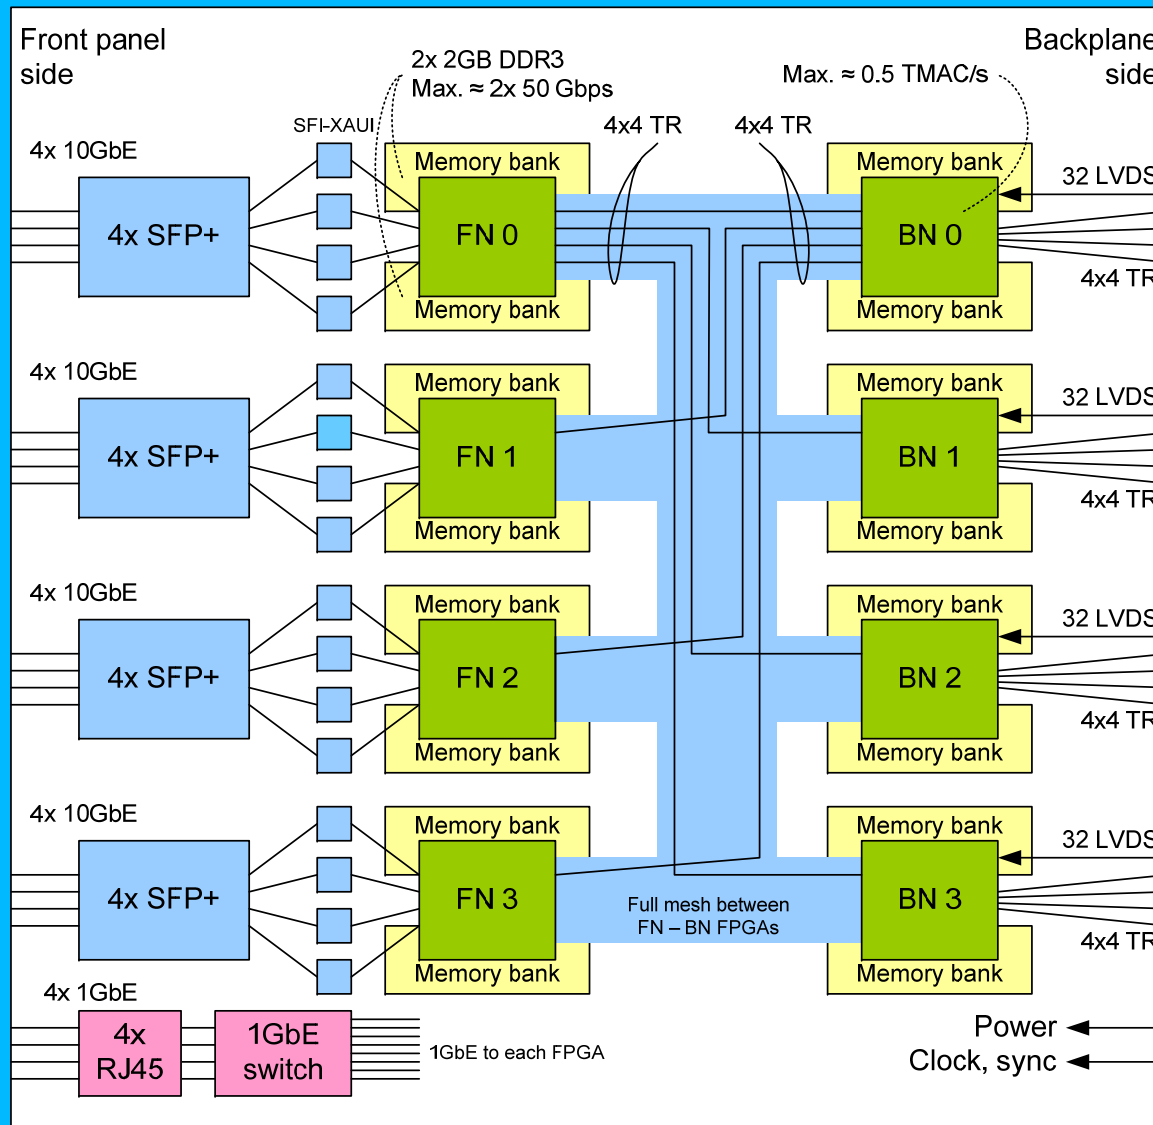 Front panel
side
Backplane
side
2x 2GB DDR3
Max. ≈ 2x 50 Gbps
Max. ≈ 0.5 TMAC/s
SFI-XAUI
4x4 TR
4x4 TR
4x 10GbE
4x SFP+
Memory bank
FN 0
Memory bank
Memory bank
BN 0
Memory bank
32 LVDS
4x4 TR
4x 10GbE
4x SFP+
Memory bank
FN 1
Memory bank
Memory bank
BN 1
Memory bank
32 LVDS
4x4 TR
4x 10GbE
4x SFP+
Memory bank
FN 2
Memory bank
Memory bank
BN 2
Memory bank
32 LVDS
4x4 TR
4x 10GbE
4x SFP+
Memory bank
FN 3
Memory bank
Full mesh between
FN – BN FPGAs
Memory bank
BN 3
Memory bank
32 LVDS
4x4 TR
4x 1GbE
4x
RJ45
1GbE
switch
1GbE to each FPGA
Power
Clock, sync